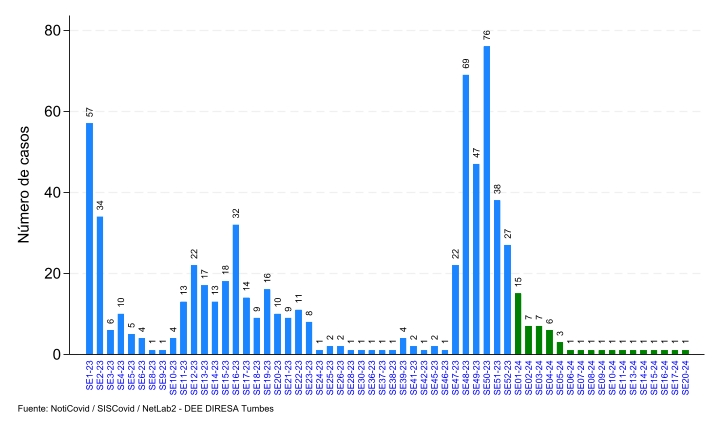 Número de casos
80
60
40
20
0
57
34
6
10
5
4
1
1
4
13
22
17
13
18
32
14
9
16
10
9
11
8
1
2
2
1
1
1
1
1
4
2
1
2
1
22
69
47
76
38
27
15
7
7
6
3
1
1
1
1
1
1
1
1
1
1
1
1
SE1-23
SE2-23
SE3-23
SE4-23
SE5-23
SE6-23
SE8-23
SE9-23
SE10-23
SE11-23
SE12-23
SE13-23
SE14-23
SE15-23
SE16-23
SE17-23
SE18-23
SE19-23
SE20-23
SE21-23
SE22-23
SE23-23
SE24-23
SE25-23
SE26-23
SE28-23
SE30-23
SE36-23
SE37-23
SE38-23
SE39-23
SE41-23
SE42-23
SE45-23
SE46-23
SE47-23
SE48-23
SE49-23
SE50-23
SE51-23
SE52-23
SE01-24
SE02-24
SE03-24
SE04-24
SE05-24
SE06-24
SE07-24
SE08-24
SE09-24
SE10-24
SE11-24
SE13-24
SE14-24
SE15-24
SE16-24
SE17-24
SE20-24
Fuente: NotiCovid / SISCovid / NetLab2 - DEE DIRESA Tumbes